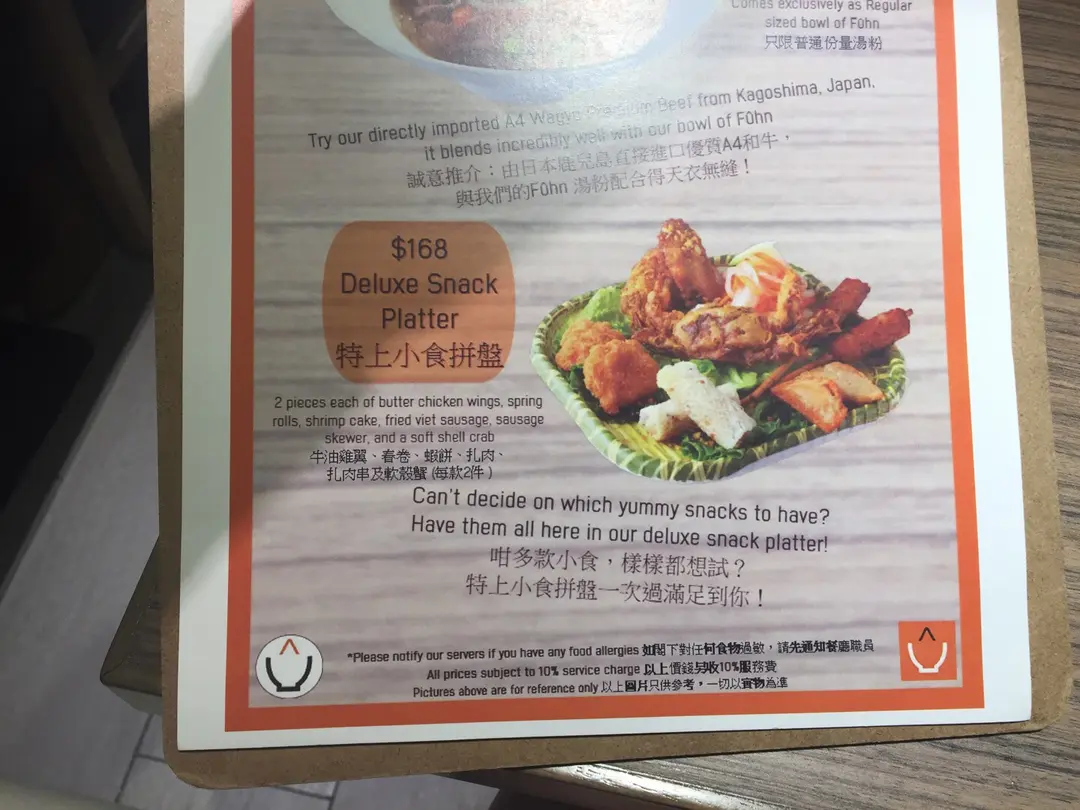 Comes exclusively as Regular
sized bowl of Fühn
只限普通份量湯粉
Try our directly imported A4 Wagyu Premium Beef from Kagoshima, Japan,
it blends incredibly well with our bowl of Fühn
誠意推介：由日本鹿兒島直接進口優質A4和牛，
與我們的Fühn 湯粉配合得天衣無縫！
$168
Deluxe Snack
Platter
特上小食拼盤
2 pieces each of butter chicken wings, spring
rolls, shrimp cake, fried viet sausage, sausage
skewer, and a soft shell crab
牛油雞翼、春卷、蝦餅、扎肉、
扎肉串及軟殼蟹 (每款2件)
Can't decide on which yummy snacks to have?
Have them all here in our deluxe snack platter!
咁多款小食，樣樣都想試？
特上小食拼盤一次過滿足到你！
*Please notify our servers if you have any food allergies 如閣下對任何食物過敏，請先通知餐廳職員
All prices subject to 10% service charge 以上價錢另收10%服務費
Pictures above are for reference only 以上圖片只供參考，一切以實物為準